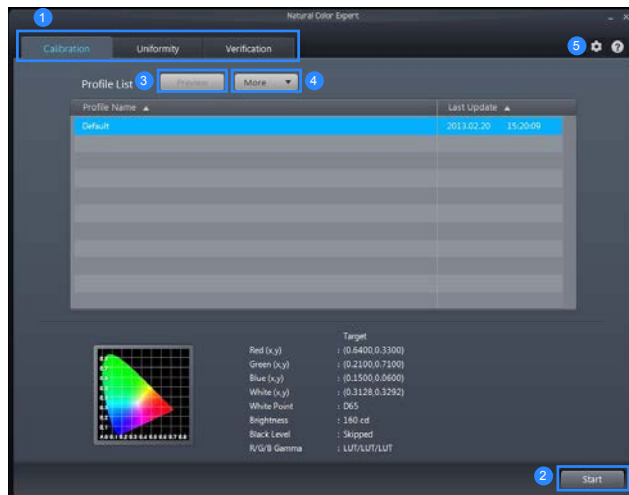 Natural Color Expert
1
Calibration Uniformity Verification
5
Profile List 3 Preview More 4
Profile Name Last Update
Default 2013.02.20 15:20:09
Target
Red (x,y) : (0.6400,0.3300)
Green (x,y) : (0.2100,0.7100)
Blue (x,y) : (0.1500,0.0600)
White (x,y) : (0.3128,0.3292)
White Point : D65
Brightness : 160 cd
Black Level : Skipped
R/G/B Gamma : LUT/LUT/LUT
2 Start